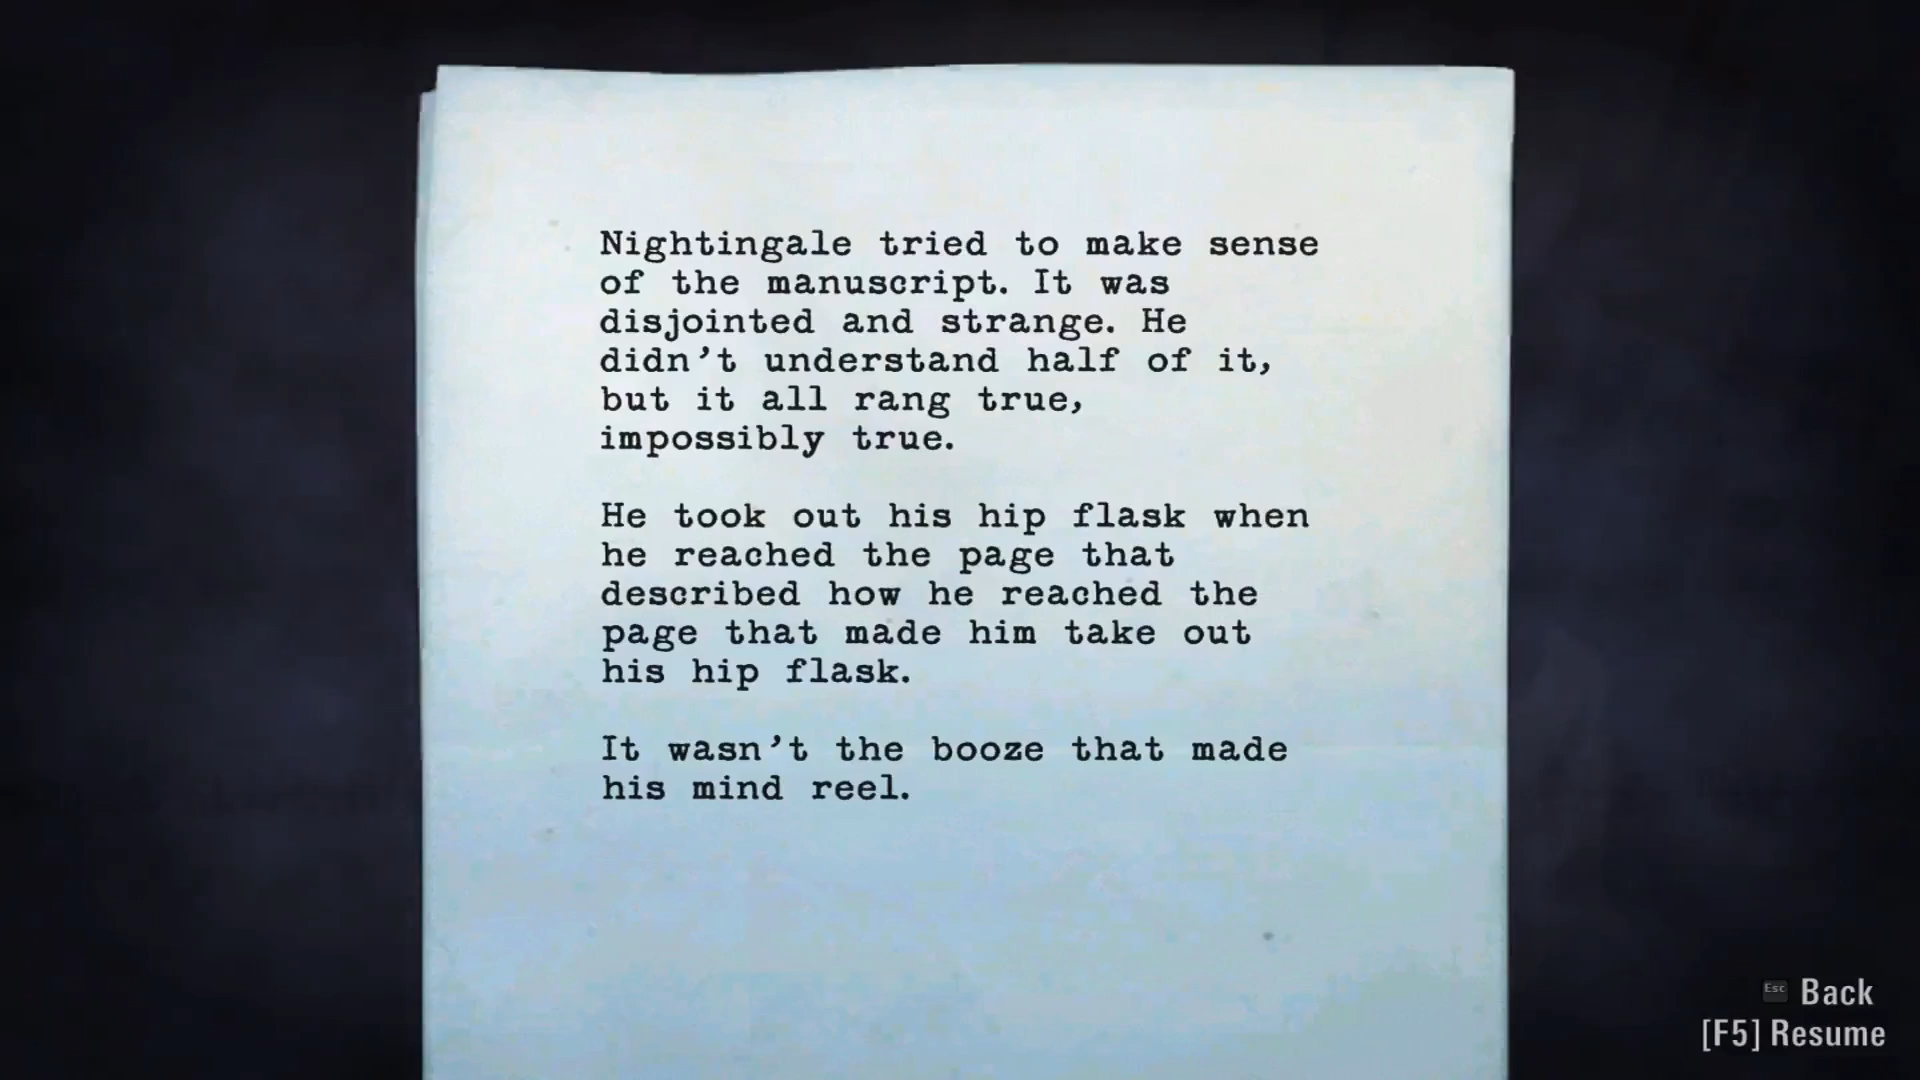 Nightingale tried to make sense
of the manuscript. It was
disjointed and strange. He
didn't understand half of it,
but it all rang true,
impossibly true.
He took out his hip flask when
he reached the page that
described how he reached the
page that made him take out
his hip flask.
It wasn't the booze that made
his mind reel.
Esc Back
[F5] Resume